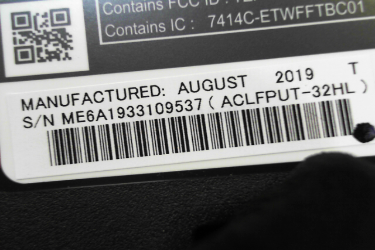 Contains FCC ID :
Contains IC : 7414C-ETWFFTBC01
MANUFACTURED: AUGUST 2019 T
S/N ME6A1933109537 ( ACLFPUT-32HL )